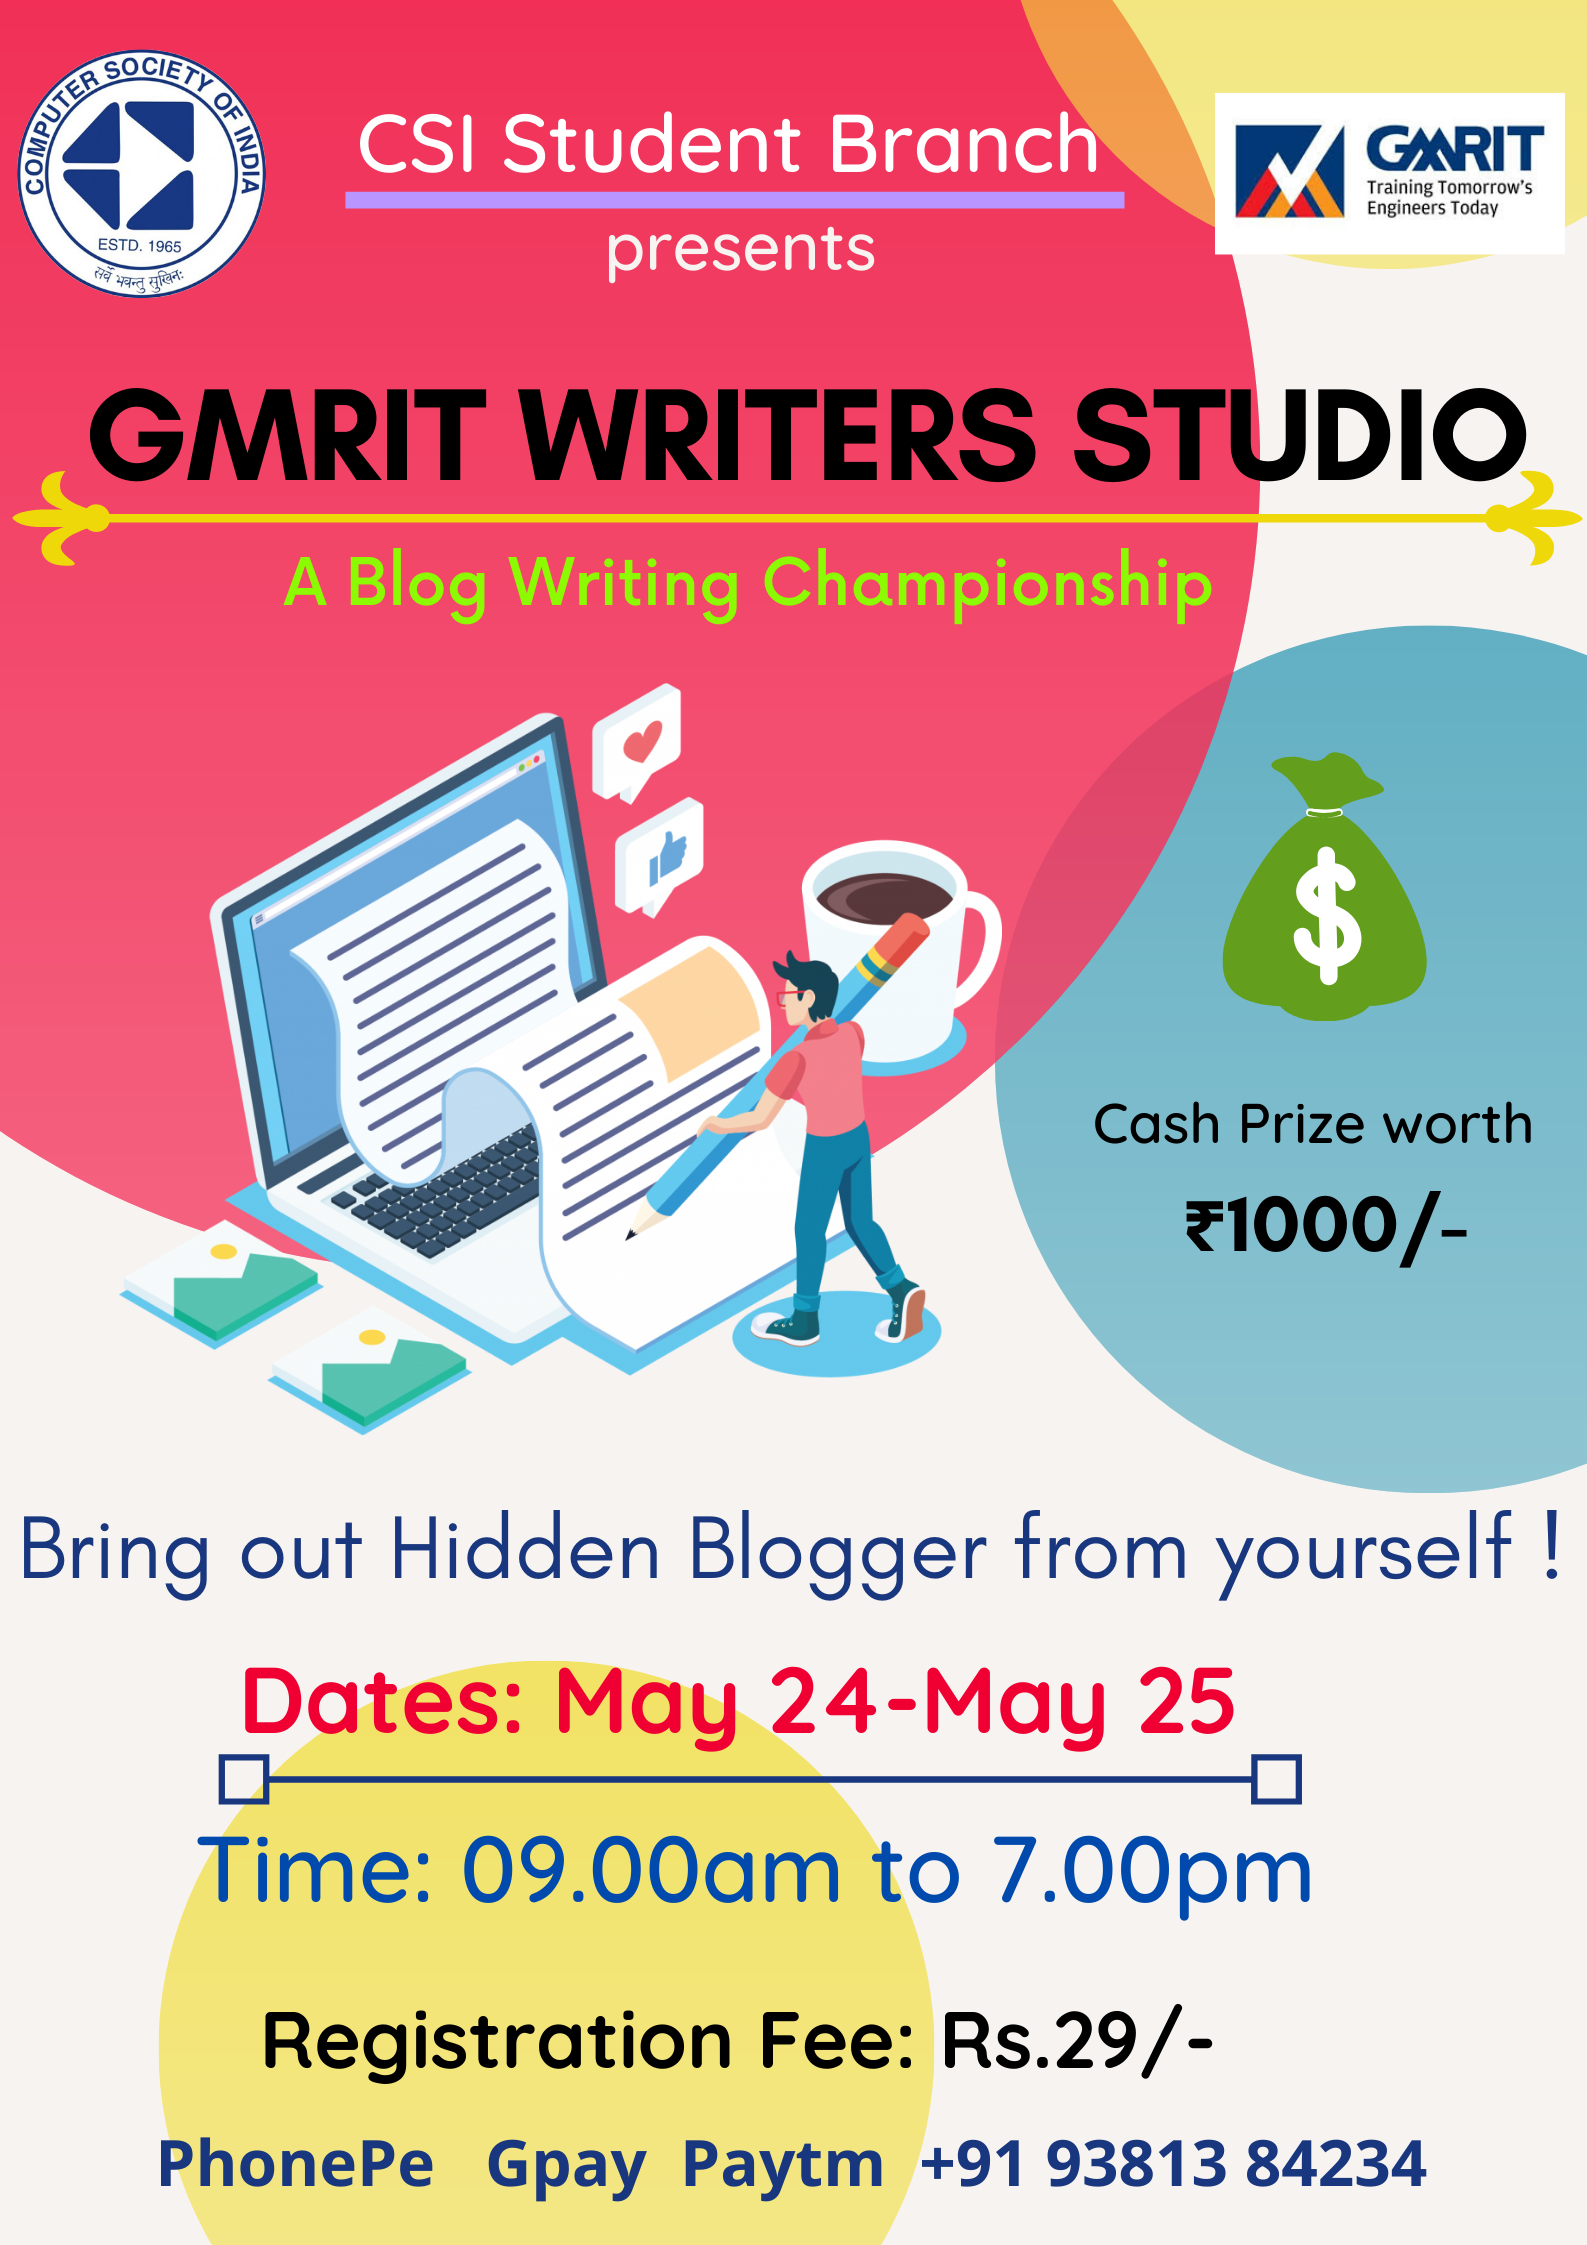 COMPUTER SOCIETY OF INDIA
ESTD. 1965
सर्वे भवन्तु सुखिनः
CSI Student Branch
presents
GMRIT
Training Tomorrow's
Engineers Today
GMRIT WRITERS STUDIO
A Blog Writing Championship
$
Cash Prize worth
₹1000/-
Bring out Hidden Blogger from yourself !
Dates: May 24-May 25
Time: 09.00am to 7.00pm
Registration Fee: Rs.29/-
PhonePe Gpay Paytm +91 93813 84234